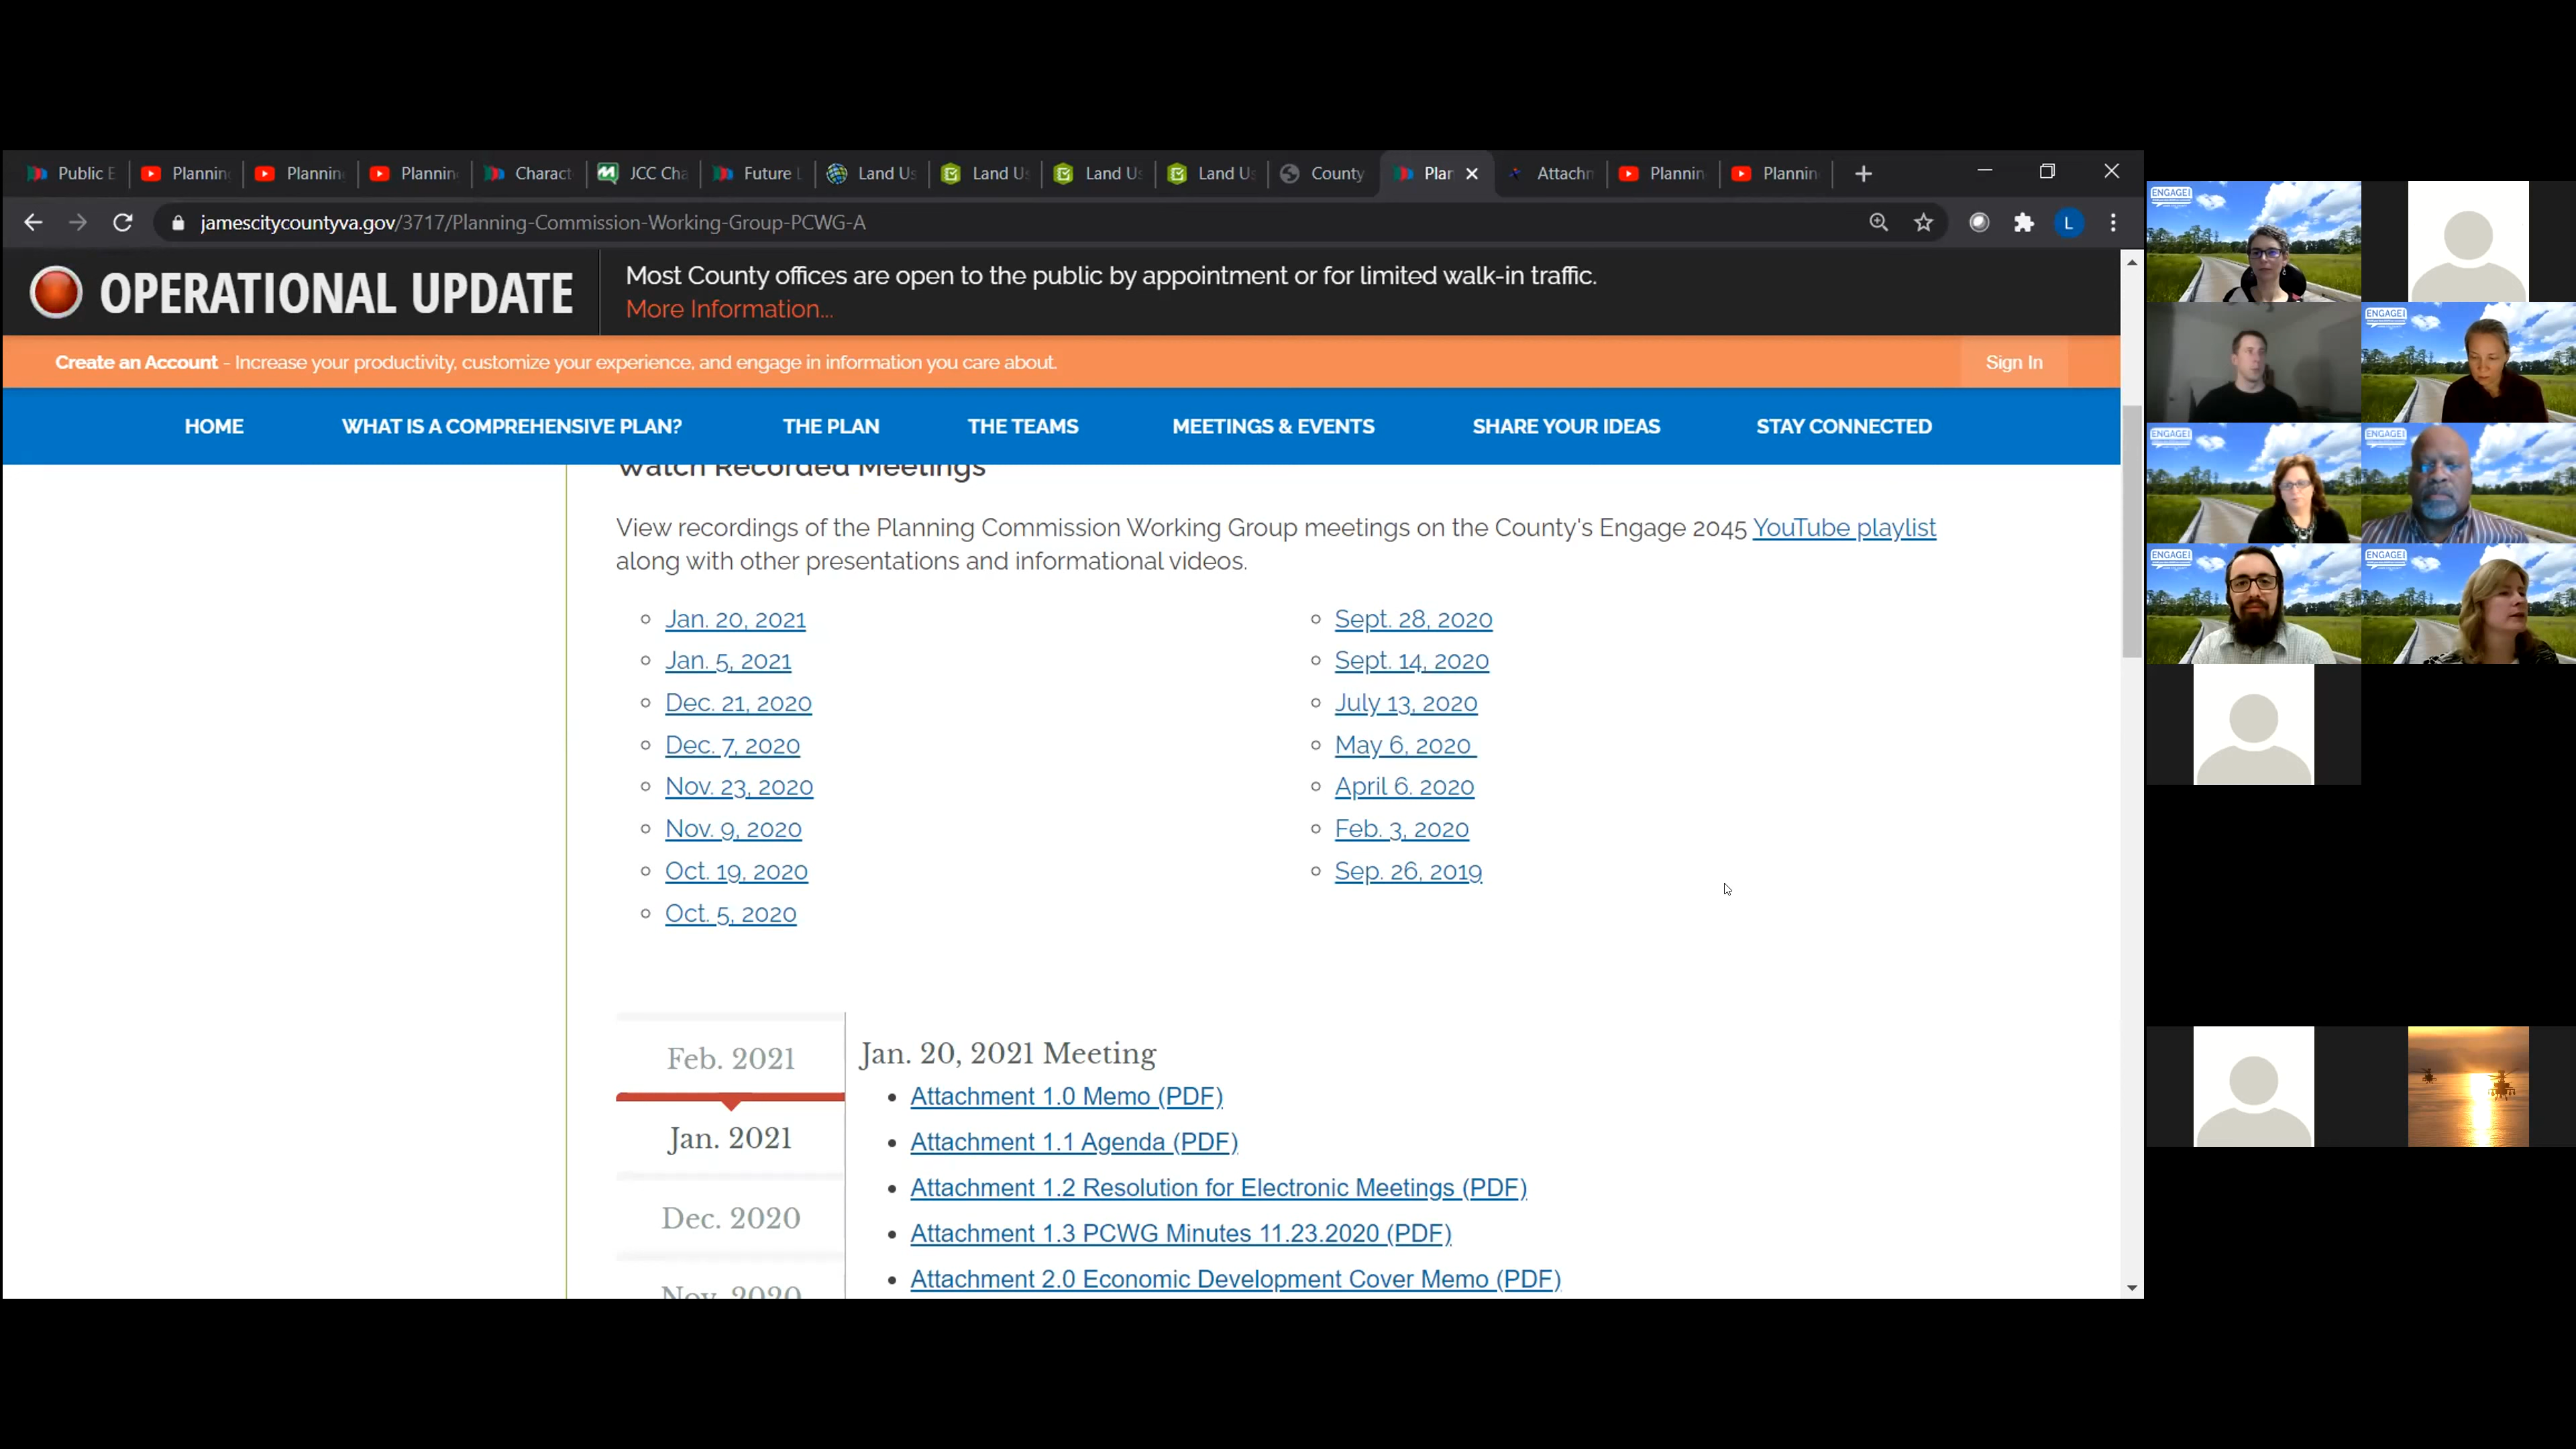 Public E
Plannin
Plannin
Plannin
Charact
JCC Cha
Future L
Land Us
Land Us
Land Us
Land Us
County
Plan
Attachn
Plannin
Plannin
jamescitycountyva.gov/3717/Planning-Commission-Working-Group-PCWG-A
L
OPERATIONAL UPDATE
Most County offices are open to the public by appointment or for limited walk-in traffic.
More Information...
Create an Account - Increase your productivity, customize your experience, and engage in information you care about.
Sign In
HOME
WHAT IS A COMPREHENSIVE PLAN?
THE PLAN
THE TEAMS
MEETINGS & EVENTS
SHARE YOUR IDEAS
STAY CONNECTED
Watch Recorded Meetings
View recordings of the Planning Commission Working Group meetings on the County's Engage 2045 YouTube playlist
along with other presentations and informational videos.
Jan. 20, 2021
Jan. 5, 2021
Dec. 21, 2020
Dec. 7, 2020
Nov. 23, 2020
Nov. 9, 2020
Oct. 19, 2020
Oct. 5, 2020
Sept. 28, 2020
Sept. 14, 2020
July 13, 2020
May 6, 2020
April 6. 2020
Feb. 3, 2020
Sep. 26, 2019
Feb. 2021
Jan. 2021
Dec. 2020
Nov. 2020
Jan. 20, 2021 Meeting
Attachment 1.0 Memo (PDF)
Attachment 1.1 Agenda (PDF)
Attachment 1.2 Resolution for Electronic Meetings (PDF)
Attachment 1.3 PCWG Minutes 11.23.2020 (PDF)
Attachment 2.0 Economic Development Cover Memo (PDF)
ENGAGE
ENGAGE
ENGAGE
ENGAGE
ENGAGE
ENGAGE